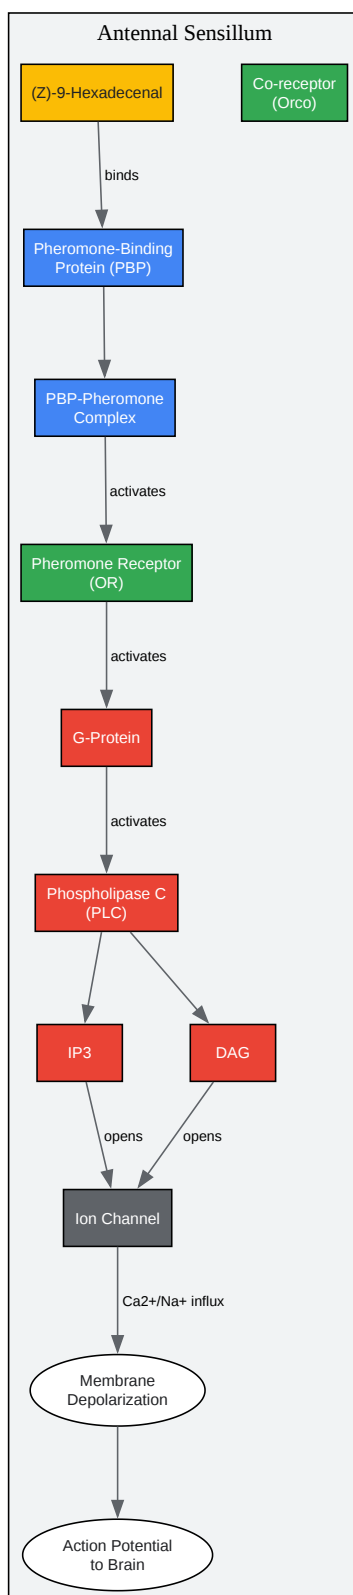 Antennal Sensillum
(Z)-9-Hexadecenal
Co-receptor
(Orco)
binds
Pheromone-Binding
Protein (PBP)
PBP-Pheromone
Complex
activates
Pheromone Receptor
(OR)
activates
G-Protein
activates
Phospholipase C
(PLC)
IP3
DAG
opens
opens
Ion Channel
Ca2+/Na+ influx
Membrane
Depolarization
Action Potential
to Brain